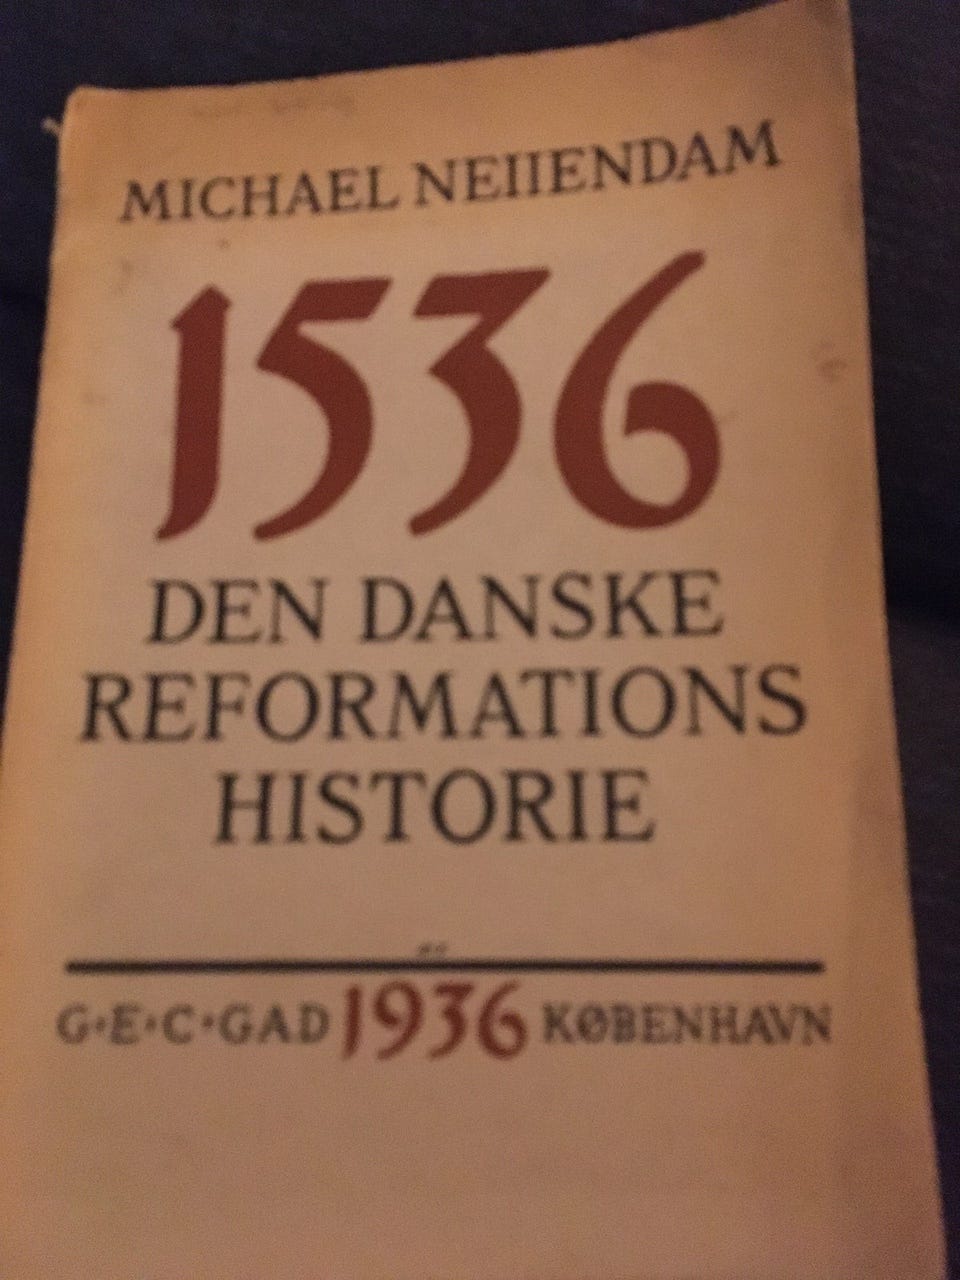 MICHAEL NEIIENDAM
1536
DEN DANSKE
REFORMATIONS
HISTORIE
G·E·C·GAD 1936 KØBENHAVN